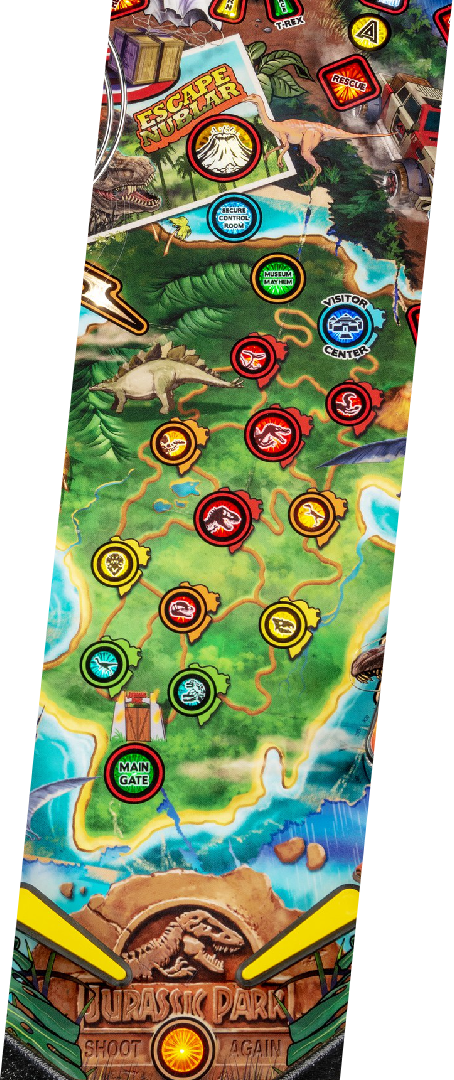 T-REX
A
RESCUE
ESCAPE
NUBLAR
SECURE
CONTROL
ROOM
MUSEUM
MAYHEM
VISITOR
CENTER
MAIN
GATE
JURASSIC PARK
SHOOT AGAIN